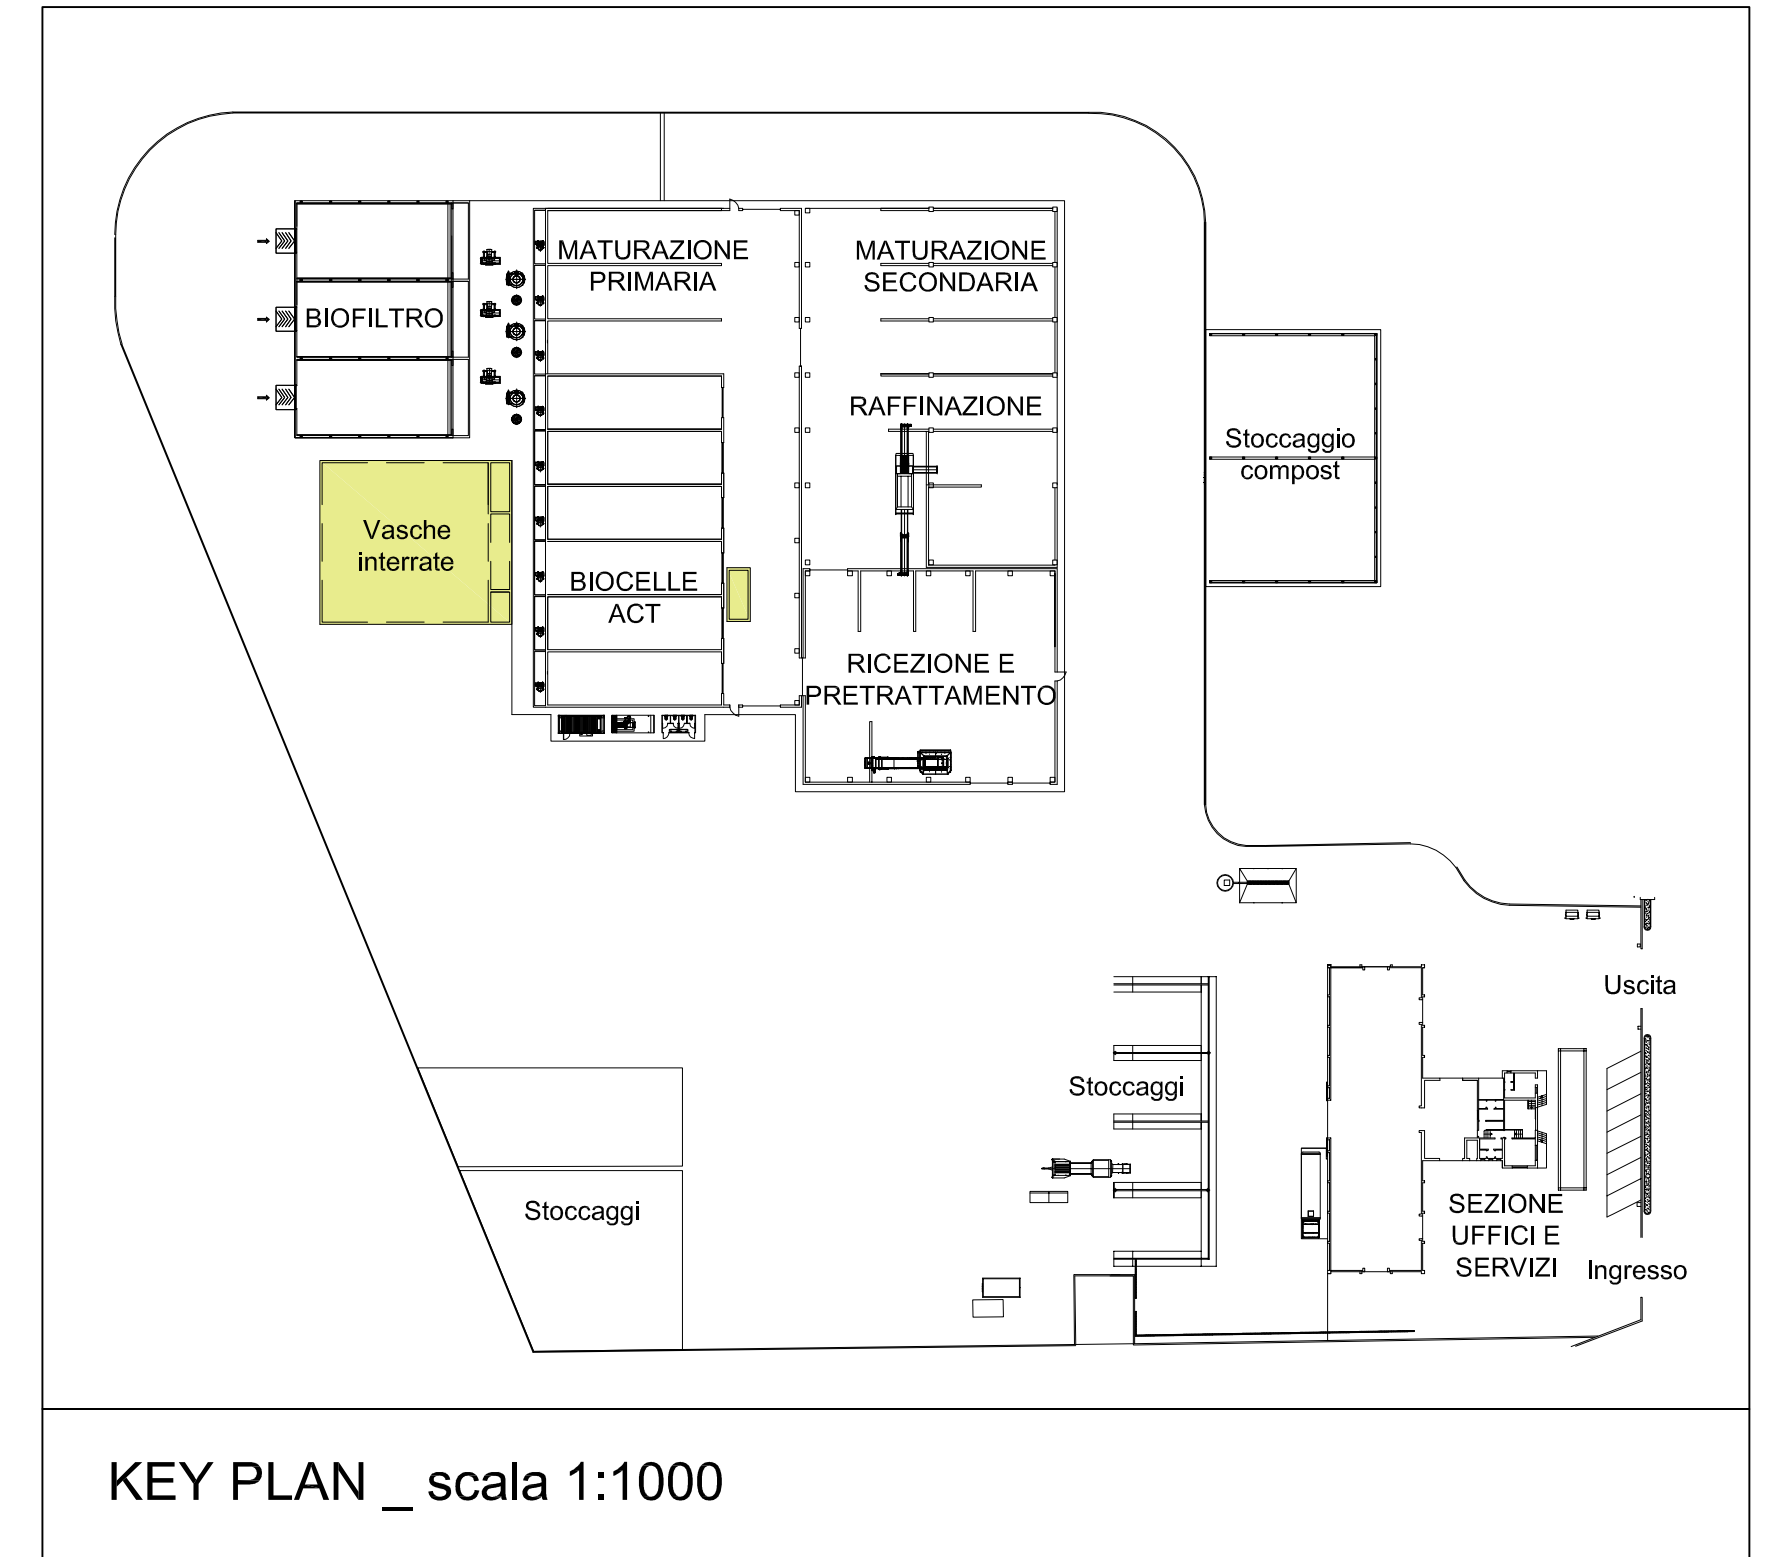 MATURAZIONE
PRIMARIA
MATURAZIONE
SECONDARIA
BIOFILTRO
RAFFINAZIONE
Stoccaggio
compost
Vasche
interrate
BIOCELLE
ACT
RICEZIONE E
PRETRATTAMENTO
Uscita
Stoccaggi
Stoccaggi
SEZIONE
UFFICI E
SERVIZI
Ingresso
KEY PLAN _ scala 1:1000